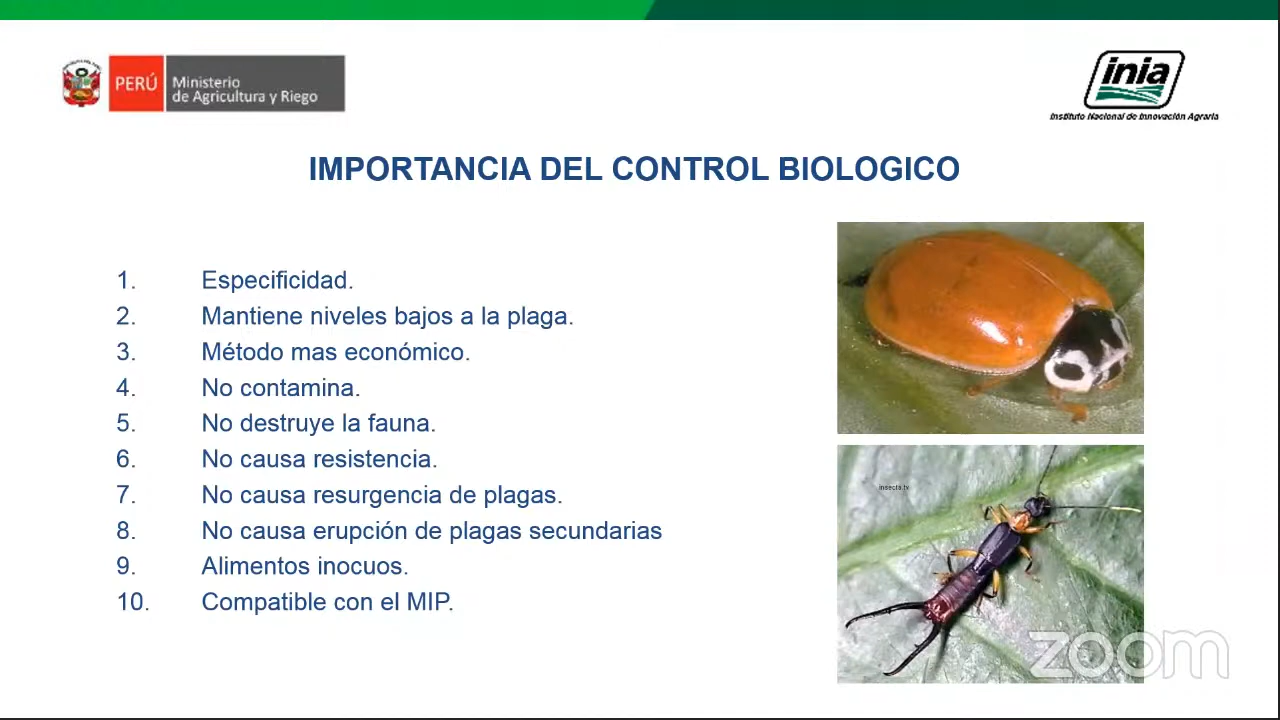 PERÚ
Ministerio
de Agricultura y Riego
inia
Instituto Nacional de Innovación Agraria
IMPORTANCIA DEL CONTROL BIOLOGICO
1. Especificidad.
2. Mantiene niveles bajos a la plaga.
3. Método mas económico.
4. No contamina.
5. No destruye la fauna.
6. No causa resistencia.
7. No causa resurgencia de plagas.
8. No causa erupción de plagas secundarias
9. Alimentos inocuos.
10. Compatible con el MIP.
insects.tv
zoom